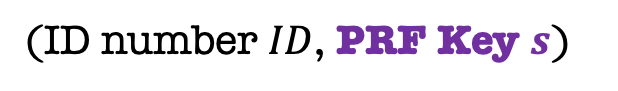 (ID number ID, PRF Key s)